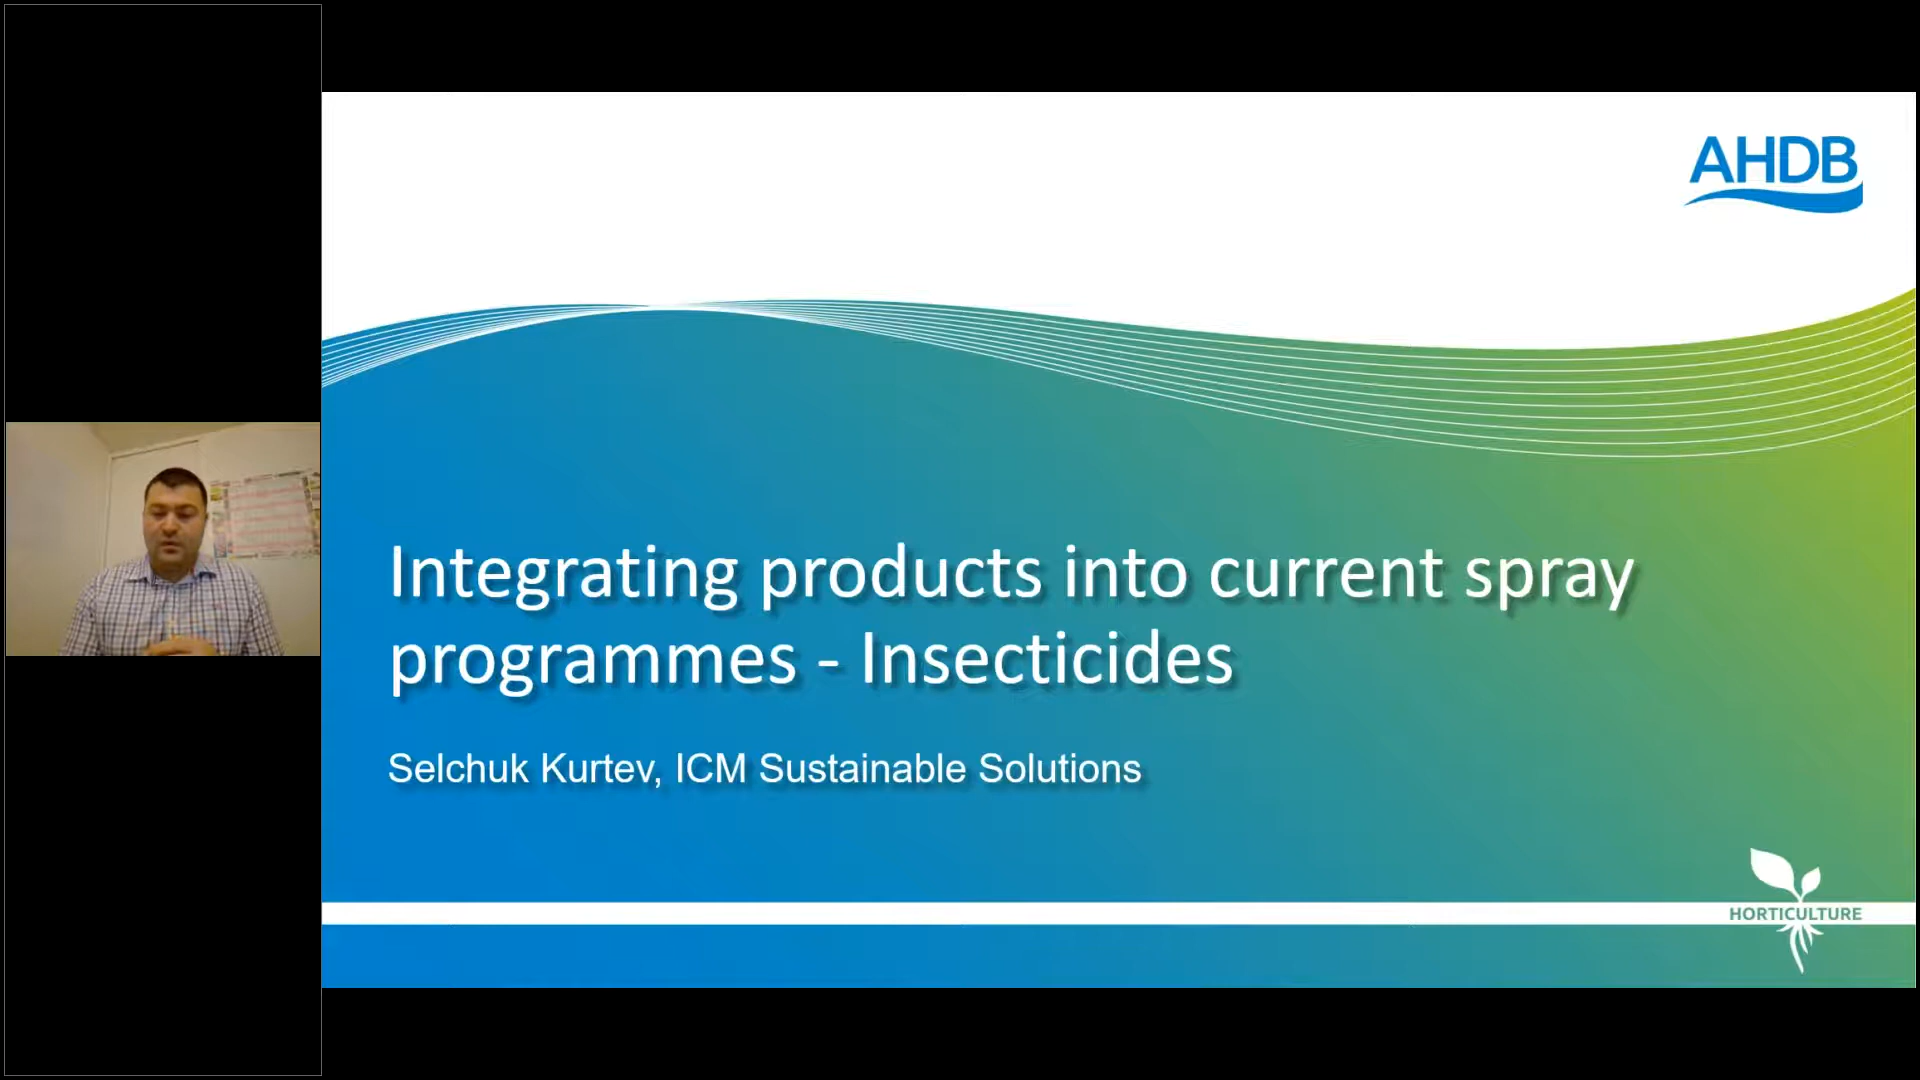 AHDB
Integrating products into current spray
programmes - Insecticides
Selchuk Kurtev, ICM Sustainable Solutions
HORTICULTURE